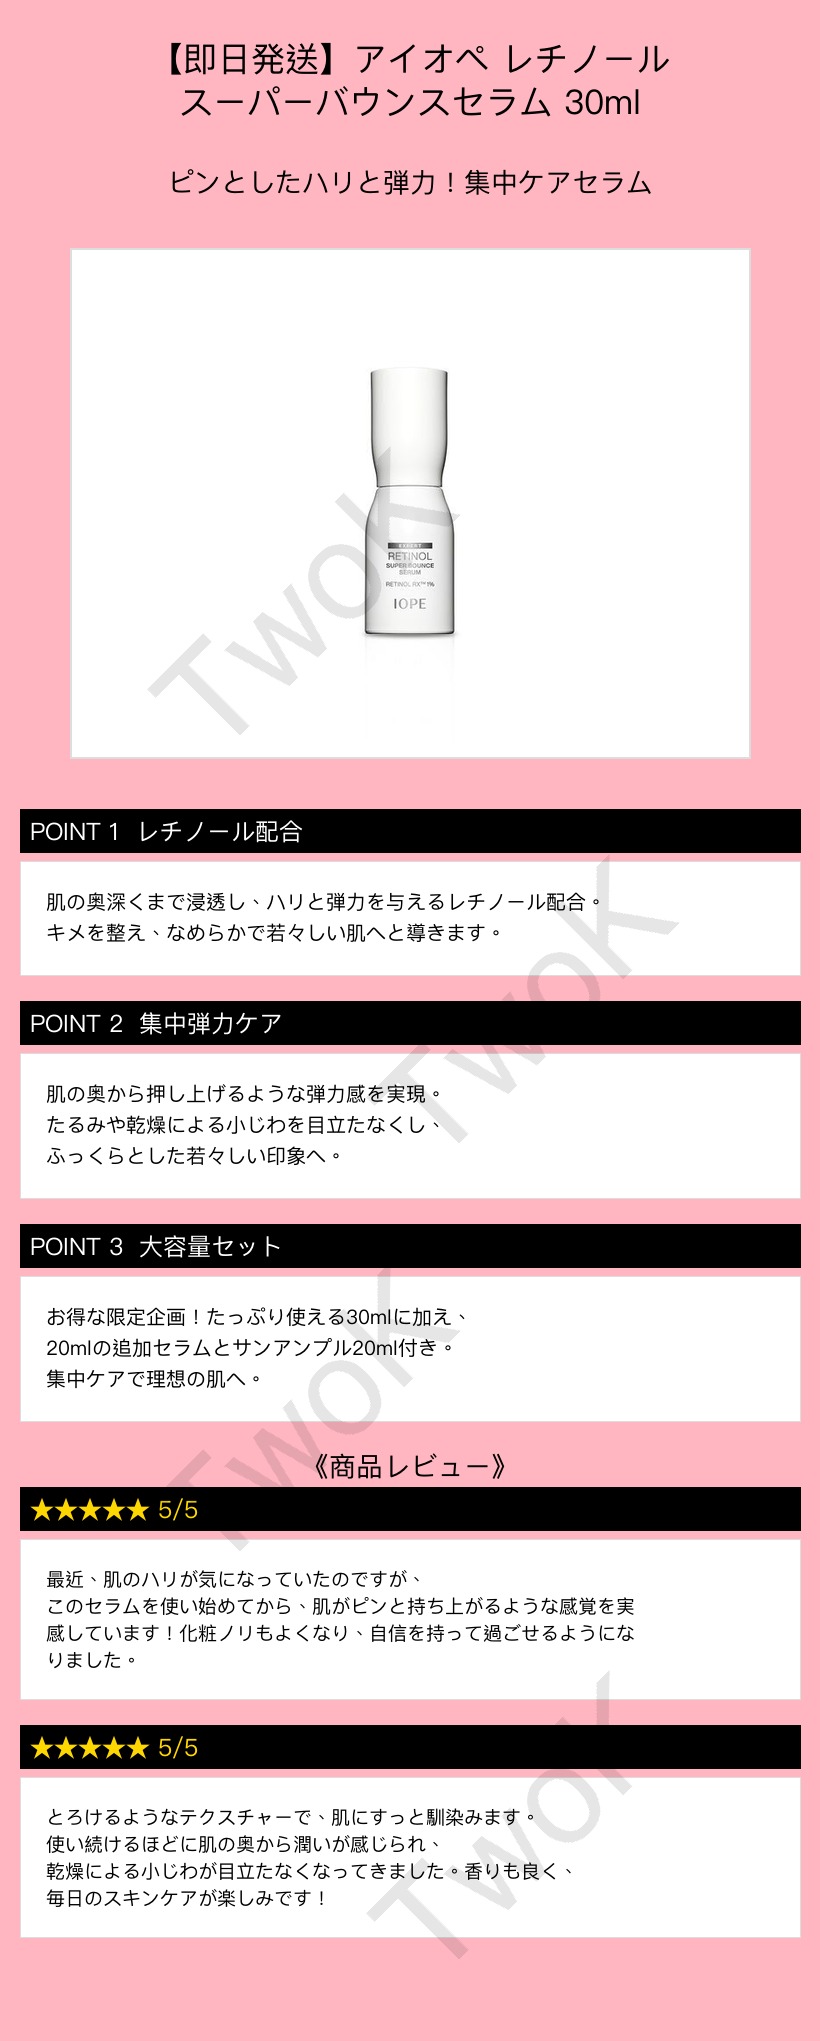 【即日発送】アイオペ レチノール
スーパーバウンスセラム 30ml
ピンとしたハリと弾力！集中ケアセラム
EXPERT
RETINOL
SUPER BOUNCE
SERUM
RETINOL RX™ 1%
IOPE
TwoK
POINT 1 レチノール配合
肌の奥深くまで浸透し、ハリと弾力を与えるレチノール配合。
キメを整え、なめらかで若々しい肌へと導きます。
TwoK
POINT 2 集中弾力ケア
肌の奥から押し上げるような弾力感を実現。
たるみや乾燥による小じわを目立たなくし、
ふっくらとした若々しい印象へ。
POINT 3 大容量セット
お得な限定企画！たっぷり使える30mlに加え、
20mlの追加セラムとサンアンプル20ml付き。
集中ケアで理想の肌へ。
TwoK
《商品レビュー》
★★★★★ 5/5
最近、肌のハリが気になっていたのですが、
このセラムを使い始めてから、肌がピンと持ち上がるような感覚を実
感しています！化粧ノリもよくなり、自信を持って過ごせるようにな
りました。
★★★★★ 5/5
とろけるようなテクスチャーで、肌にすっと馴染みます。
使い続けるほどに肌の奥から潤いが感じられ、
乾燥による小じわが目立たなくなってきました。香りも良く、
毎日のスキンケアが楽しみです！
TwoK